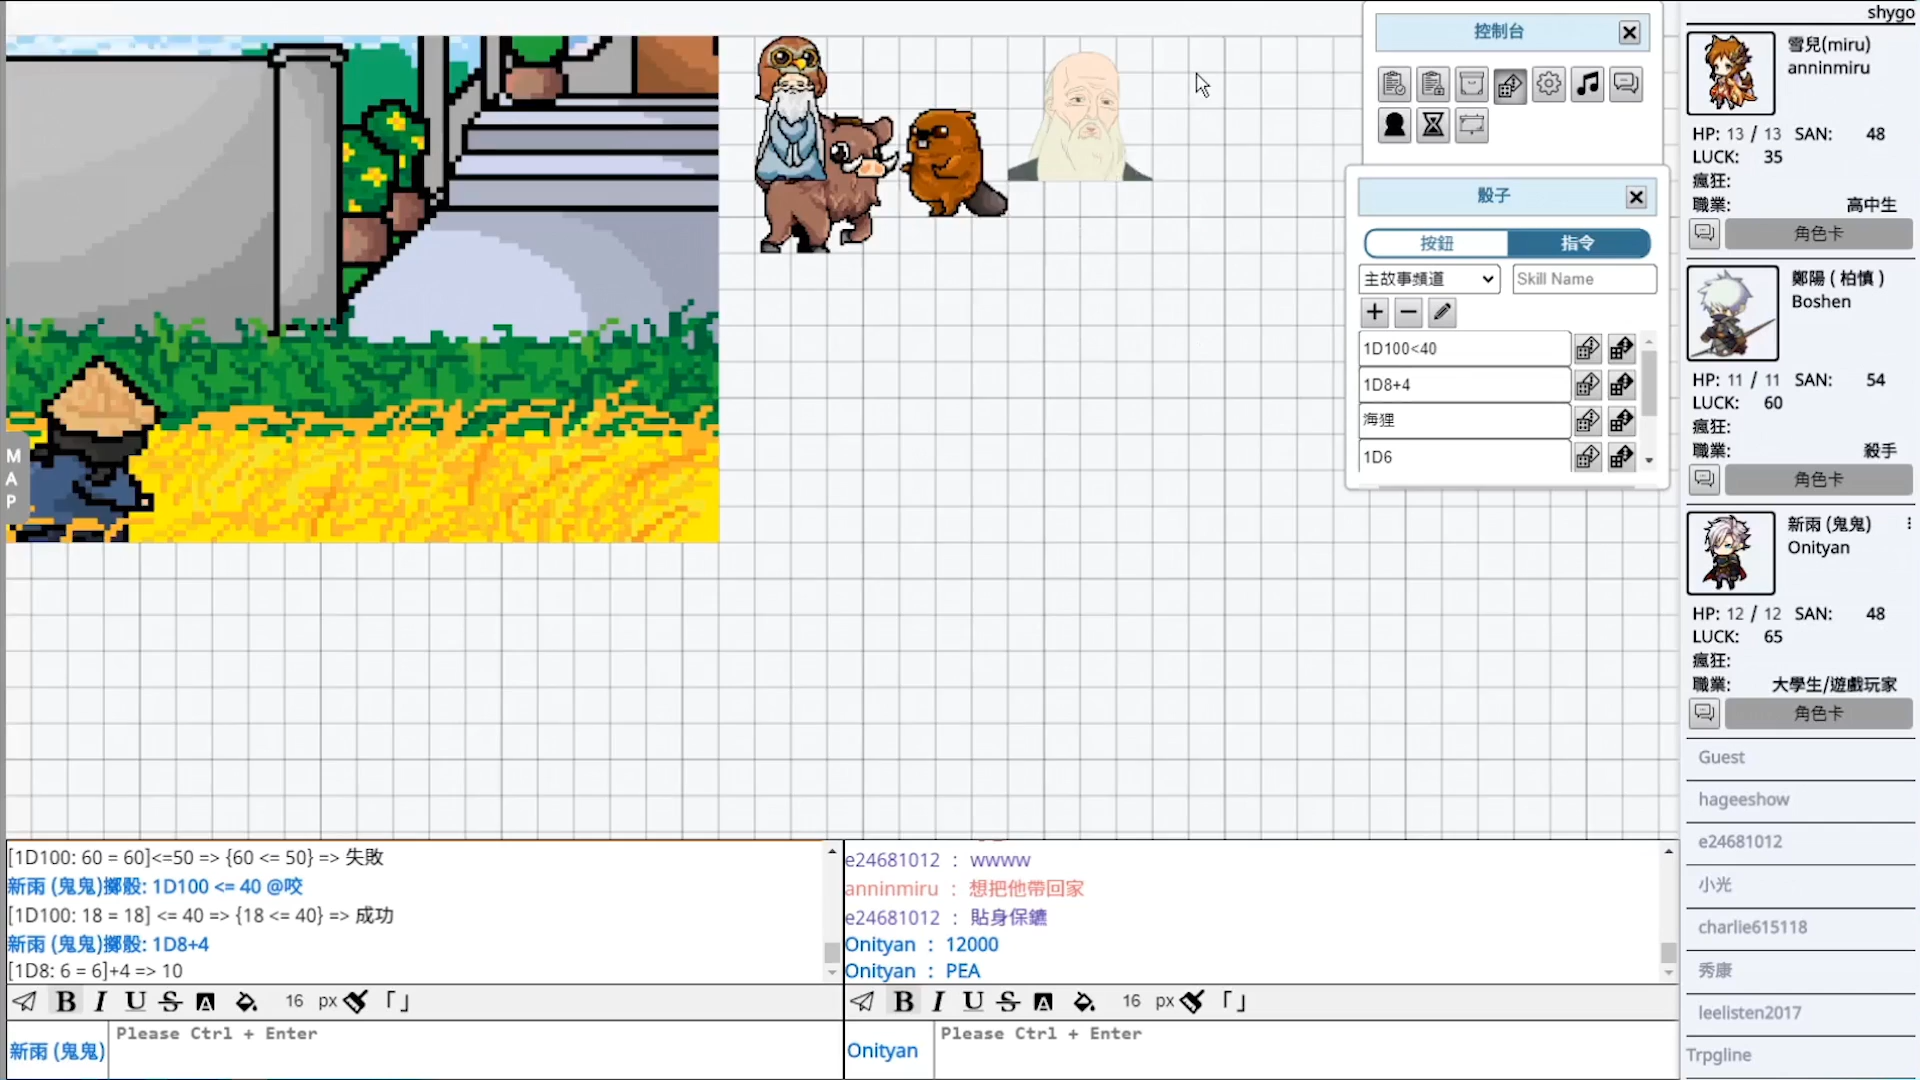 shygo
控制台
骰子
按鈕
指令
主故事頻道
Skill Name
1D100<40
1D8+4
海狸
1D6
MAP
雪兒(miru)
anninmiru
HP: 13 / 13 SAN: 48
LUCK: 35
瘋狂:
職業: 高中生
角色卡
鄭陽 ( 柏慎 )
Boshen
HP: 11 / 11 SAN: 54
LUCK: 60
瘋狂:
職業: 殺手
角色卡
新雨 (鬼鬼)
Onityan
HP: 12 / 12 SAN: 48
LUCK: 65
瘋狂:
職業: 大學生/遊戲玩家
角色卡
Guest
hageeshow
e24681012
小光
charlie615118
秀康
leelisten2017
Trpgline
[1D100: 60 = 60]<=50 => {60 <= 50} => 失敗
新雨 (鬼鬼)擲骰: 1D100 <= 40 @咬
[1D100: 18 = 18] <= 40 => {18 <= 40} => 成功
新雨 (鬼鬼)擲骰: 1D8+4
[1D8: 6 = 6]+4 => 10
B I U S A 16 px 「」
新雨 (鬼鬼)
Please Ctrl + Enter
e24681012 : wwww
anninmiru : 想把他帶回家
e24681012 : 貼身保鑣
Onityan : 12000
Onityan : PEA
B I U S A 16 px 「」
Onityan
Please Ctrl + Enter